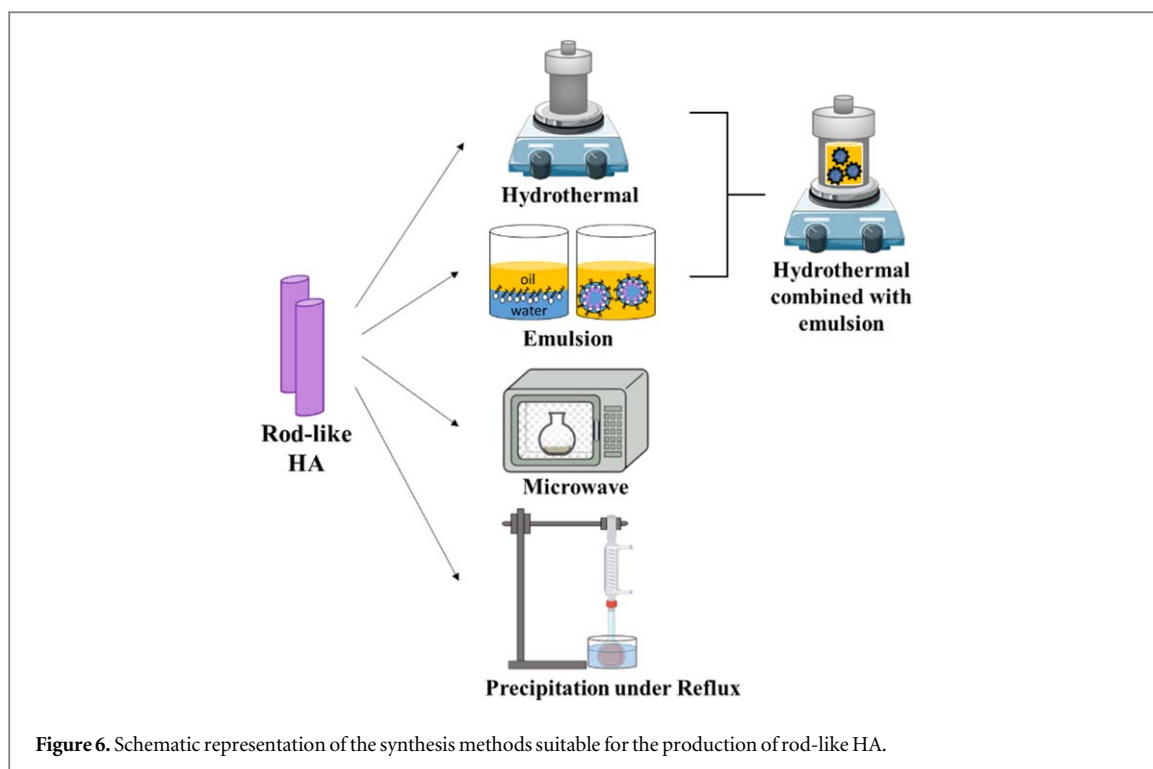 Hydrothermal
oil
water
Emulsion
Hydrothermal
combined with
emulsion
Rod-like
HA
Microwave
Precipitation under Reflux
Figure 6. Schematic representation of the synthesis methods suitable for the production of rod-like HA.